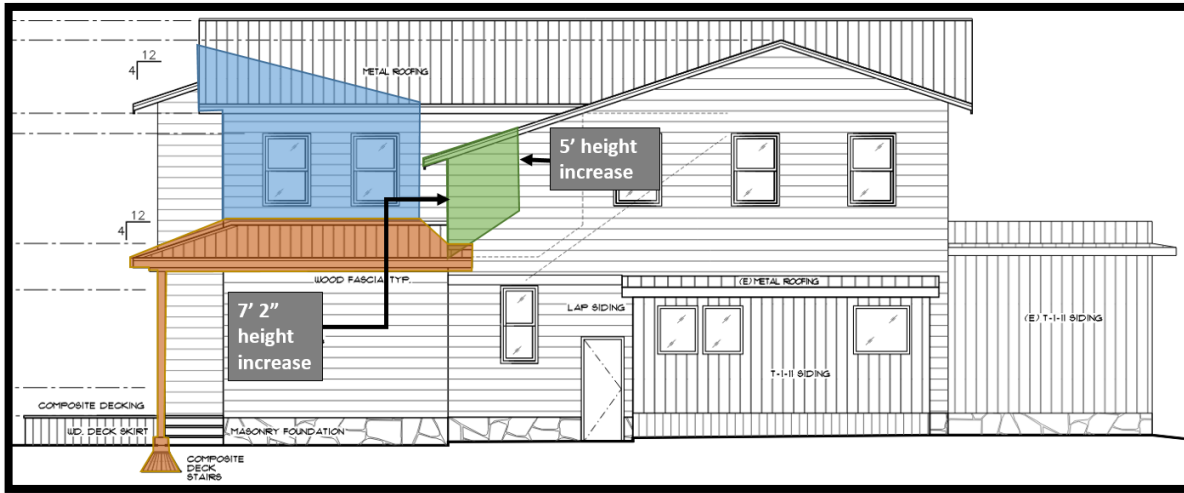 12
4
METAL ROOFING
5’ height
increase
12
4
WOOD FASCIA TYP.
(E) METAL ROOFING
7’ 2”
height
increase
LAP SIDING
(E) T-1-11 SIDING
T-1-11 SIDING
COMPOSITE DECKING
WD. DECK SKIRT
MASONRY FOUNDATION
COMPOSITE
DECK
STAIRS